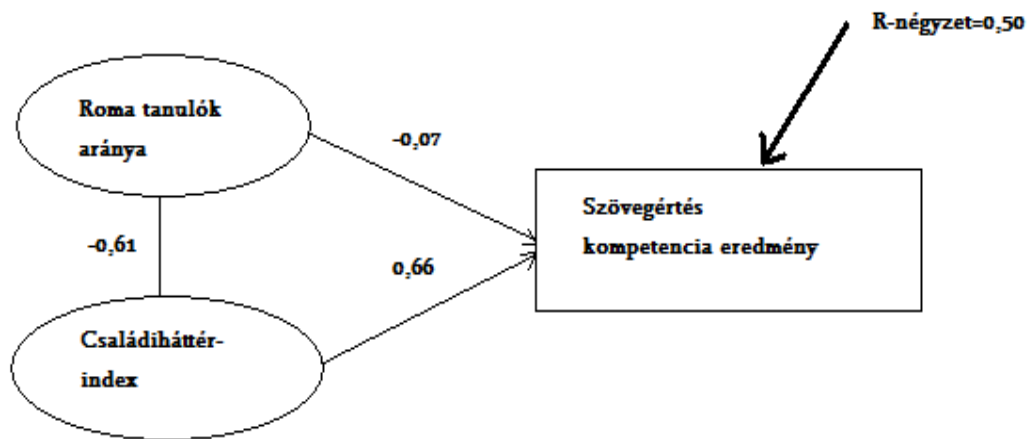 R-négyzet=0,50
Roma tanulók
aránya
-0,07
Szövegértés
kompetencia eredmény
-0,61
0,66
Családiháttér-
index